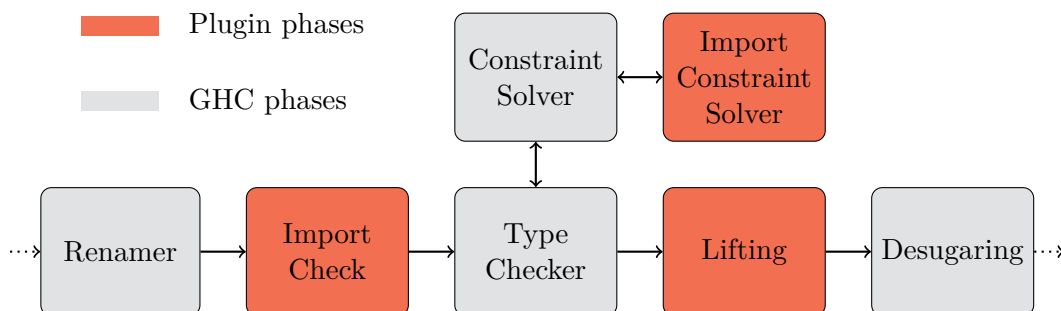 Plugin phases
GHC phases
Constraint
Solver
Import
Constraint
Solver
Renamer
Import
Check
Type
Checker
Lifting
Desugaring